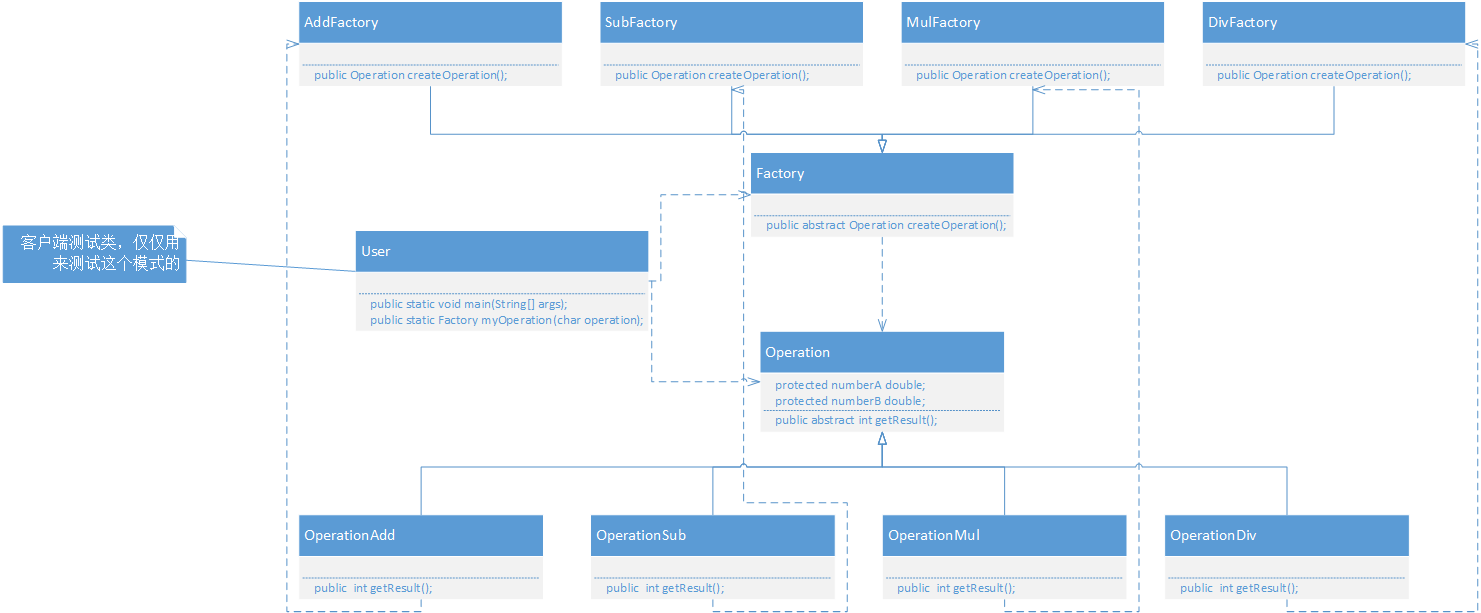 AddFactory
public Operation createOperation();
SubFactory
public Operation createOperation();
MulFactory
public Operation createOperation();
DivFactory
public Operation createOperation();
Factory
public abstract Operation createOperation();
客户端测试类，仅仅用
来测试这个模式的
User
public static void main(String[] args);
public static Factory myOperation(char operation);
Operation
protected numberA double;
protected numberB double;
public abstract int getResult();
OperationAdd
public  int getResult();
OperationSub
public  int getResult();
OperationMul
public  int getResult();
OperationDiv
public  int getResult();